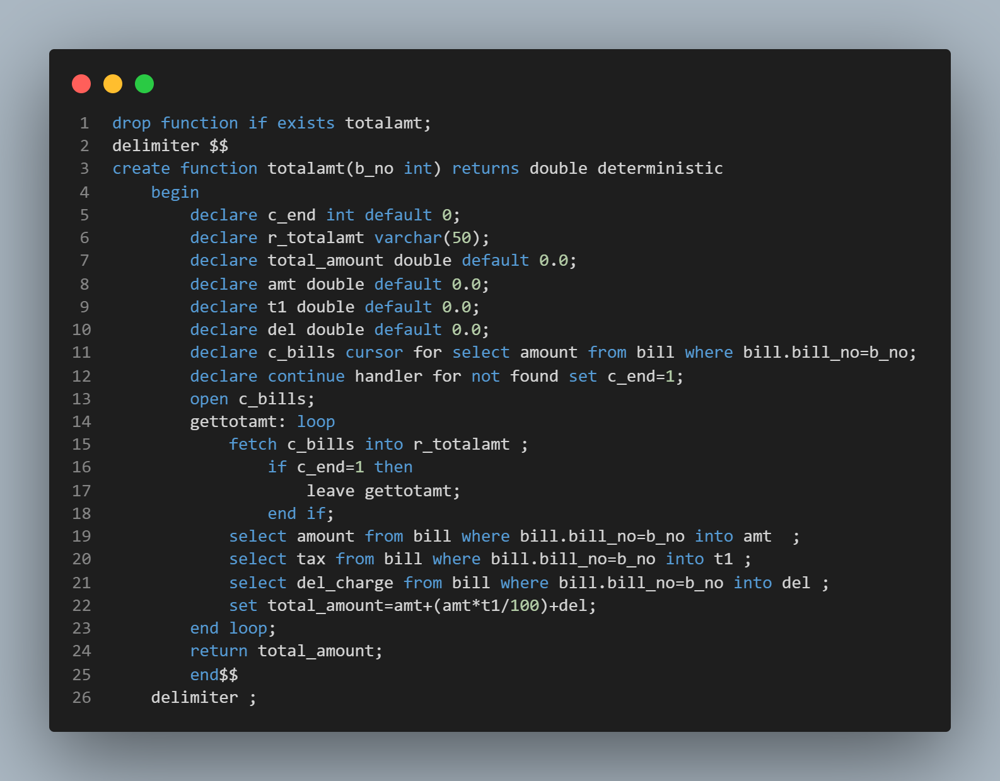 1 drop function if exists totalamt;
2 delimiter $$
3 create function totalamt(b_no int) returns double deterministic
4     begin
5         declare c_end int default 0;
6         declare r_totalamt varchar(50);
7         declare total_amount double default 0.0;
8         declare amt double default 0.0;
9         declare t1 double default 0.0;
10         declare del double default 0.0;
11         declare c_bills cursor for select amount from bill where bill.bill_no=b_no;
12         declare continue handler for not found set c_end=1;
13         open c_bills;
14         gettotamt: loop
15             fetch c_bills into r_totalamt ;
16                 if c_end=1 then
17                     leave gettotamt;
18                 end if;
19             select amount from bill where bill.bill_no=b_no into amt  ;
20             select tax from bill where bill.bill_no=b_no into t1 ;
21             select del_charge from bill where bill.bill_no=b_no into del ;
22             set total_amount=amt+(amt*t1/100)+del;
23         end loop;
24         return total_amount;
25         end$$
26     delimiter ;